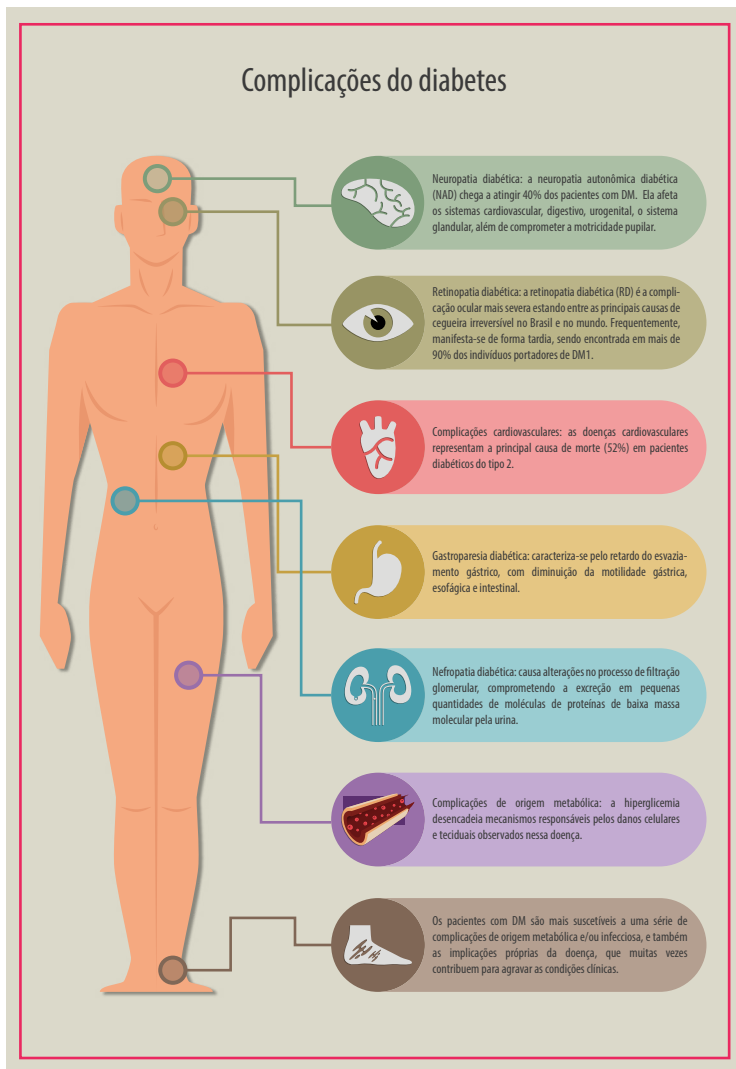 Complicações do diabetes
Neuropatia diabética: a neuropatia autonômica diabética
(NAD) chega a atingir 40% dos pacientes com DM. Ela afeta
os sistemas cardiovascular, digestivo, urogenital, o sistema
glandular, além de comprometer a motricidade pupilar.
Retinopatia diabética: a retinopatia diabética (RD) é a compli-
cação ocular mais severa estando entre as principais causas de
cegueira irreversível no Brasil e no mundo. Frequentemente,
manifesta-se de forma tardia, sendo encontrada em mais de
90% dos indivíduos portadores de DM1.
Complicações cardiovasculares: as doenças cardiovasculares
representam a principal causa de morte (52%) em pacientes
diabéticos do tipo 2.
Gastroparesia diabética: caracteriza-se pelo retardo do esvazia-
mento gástrico, com diminuição da motilidade gástrica,
esofágica e intestinal.
Nefropatia diabética: causa alterações no processo de filtração
glomerular, comprometendo a excreção em pequenas
quantidades de moléculas de proteínas de baixa massa
molecular pela urina.
Complicações de origem metabólica: a hiperglicemia
desencadeia mecanismos responsáveis pelos danos celulares
e teciduais observados nessa doença.
Os pacientes com DM são mais suscetíveis a uma série de
complicações de origem metabólica e/ou infecciosa, e também
as implicações próprias da doença, que muitas vezes
contribuem para agravar as condições clínicas.